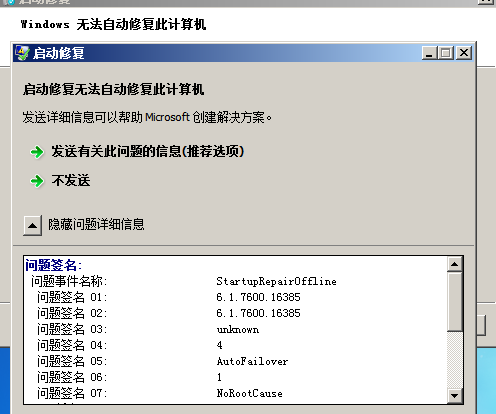 启动修复
Windows 无法自动修复此计算机
启动修复
启动修复无法自动修复此计算机
发送详细信息可以帮助 Microsoft 创建解决方案。
发送有关此问题的信息(推荐选项)
不发送
隐藏问题详细信息
问题签名:
问题事件名称: StartupRepairOffline
问题签名 01: 6.1.7600.16385
问题签名 02: 6.1.7600.16385
问题签名 03: unknown
问题签名 04: 4
问题签名 05: AutoFailover
问题签名 06: 1
问题签名 07: NoRootCause